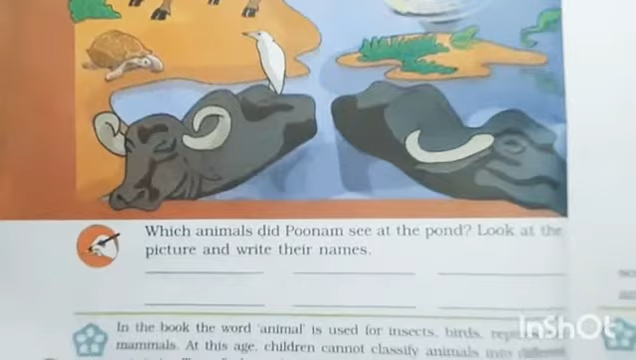 Which animals did Poonam see at the pond? Look at the
picture and write their names.
In the book the word 'animal' is used for insects, birds,
mammals. At this age, children cannot classify animals into
InShOt